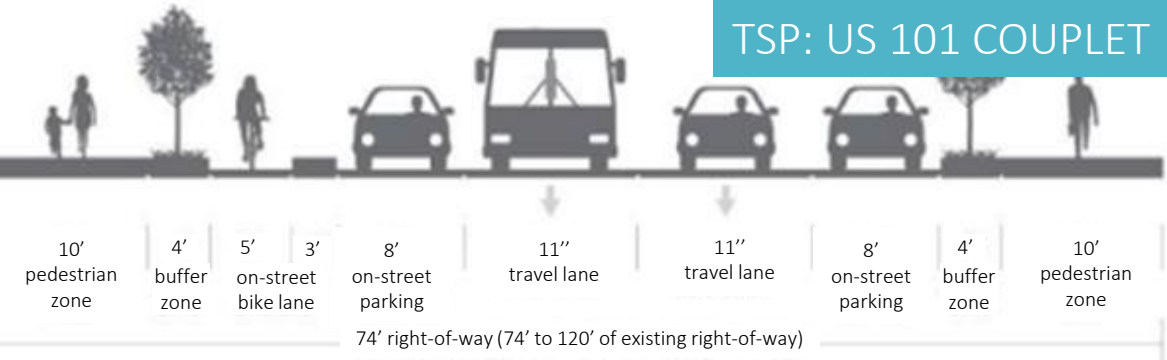 TSP: US 101 COUPLET
10’
pedestrian
zone
4’
buffer
zone
5’
3’
on-street
bike lane
8’
on-street
parking
11’’
travel lane
11’’
travel lane
8’
on-street
parking
4’
buffer
zone
10’
pedestrian
zone
74’ right-of-way (74’ to 120’ of existing right-of-way)